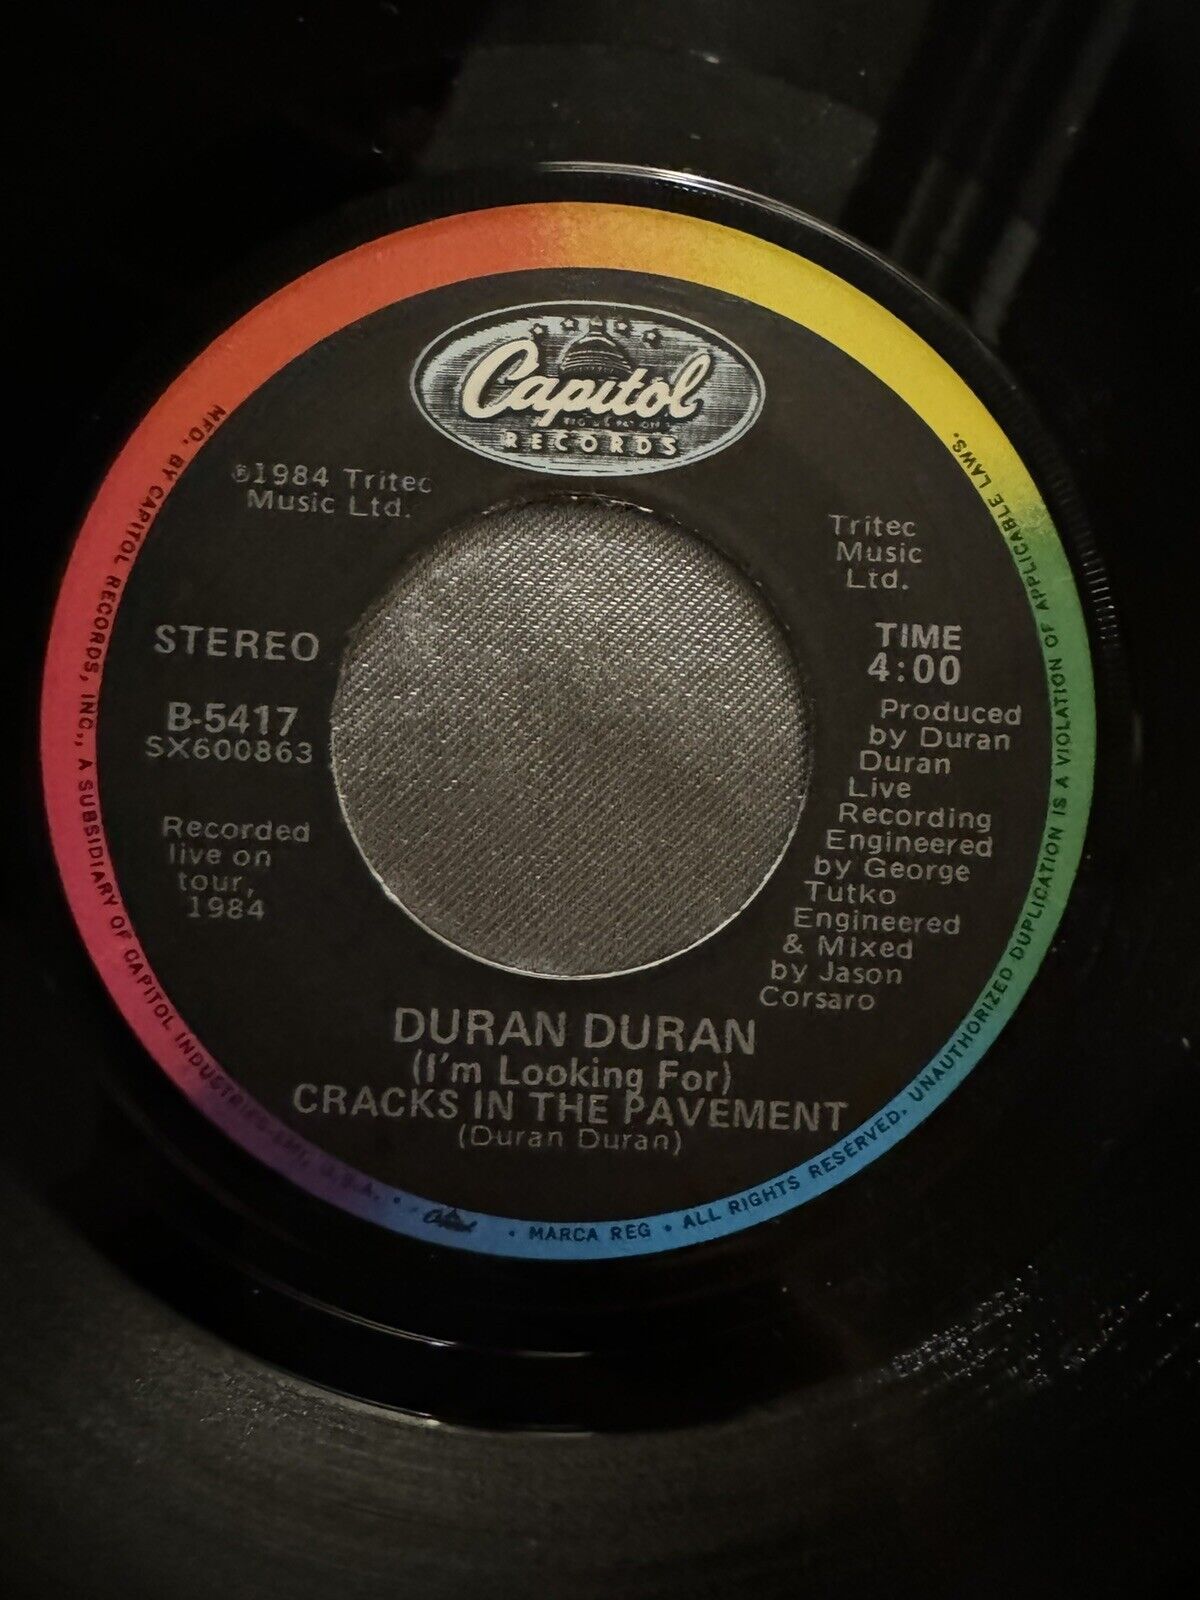 Capitol
RECORDS
℗1984 Tritec
Music Ltd.
STEREO
B-5417
SX600863
Recorded
live on
tour,
1984
Tritec
Music
Ltd.
TIME
4:00
Produced
by Duran
Duran
Live
Recording
Engineered
by George
Tutko
Engineered
& Mixed
by Jason
Corsaro
DURAN DURAN
(I'm Looking For)
CRACKS IN THE PAVEMENT
(Duran Duran)
MFD. BY CAPITOL RECORDS, INC., A SUBSIDIARY OF CAPITOL INDUSTRIES-EMI, U.S.A. • Capitol • MARCA REG • ALL RIGHTS RESERVED. UNAUTHORIZED DUPLICATION IS A VIOLATION OF APPLICABLE LAWS.